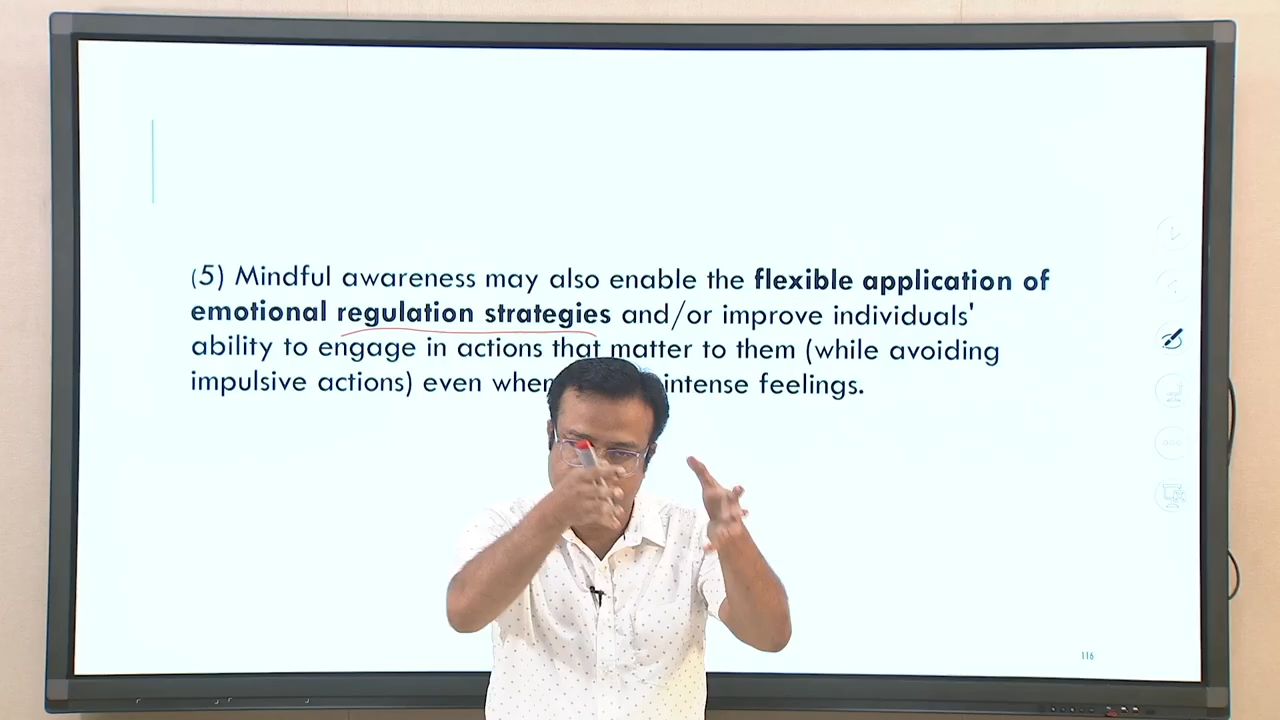 (5) Mindful awareness may also enable the flexible application of
emotional regulation strategies and/or improve individuals'
ability to engage in actions that matter to them (while avoiding
impulsive actions) even when intense feelings.
116